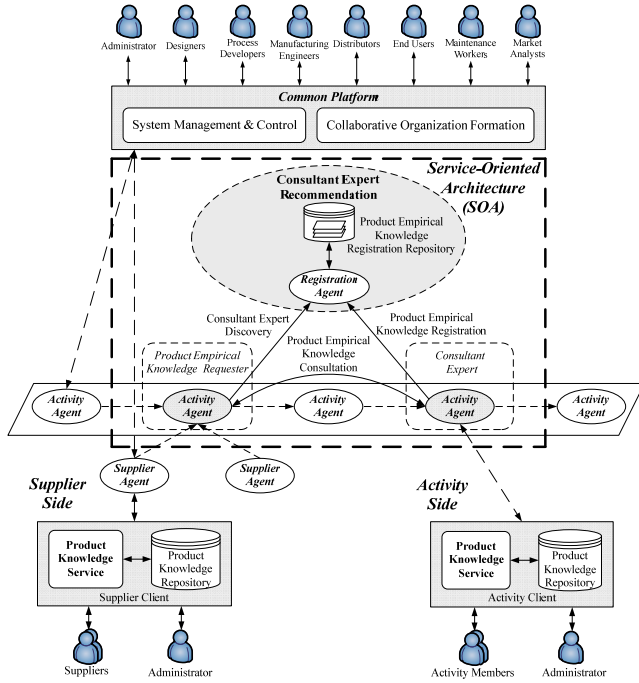 Administrator
Designers
Process
Developers
Manufacturing
Engineers
Distributors
End Users
Maintenance
Workers
Market
Analysts
Common Platform
System Management & Control
Collaborative Organization Formation
Service-Oriented
Architecture
(SOA)
Consultant Expert
Recommendation
Product Empirical
Knowledge
Registration Repository
Registration
Agent
Consultant Expert
Discovery
Product Empirical
Knowledge Registration
Product Empirical
Knowledge Requester
Product Empirical
Knowledge
Consultation
Consultant
Expert
Activity
Agent
Activity
Agent
Activity
Agent
Activity
Agent
Activity
Agent
Supplier
Agent
Supplier
Agent
Supplier
Side
Activity
Side
Product
Knowledge
Service
Product
Knowledge
Repository
Supplier Client
Product
Knowledge
Service
Product
Knowledge
Repository
Activity Client
Suppliers
Administrator
Activity Members
Administrator